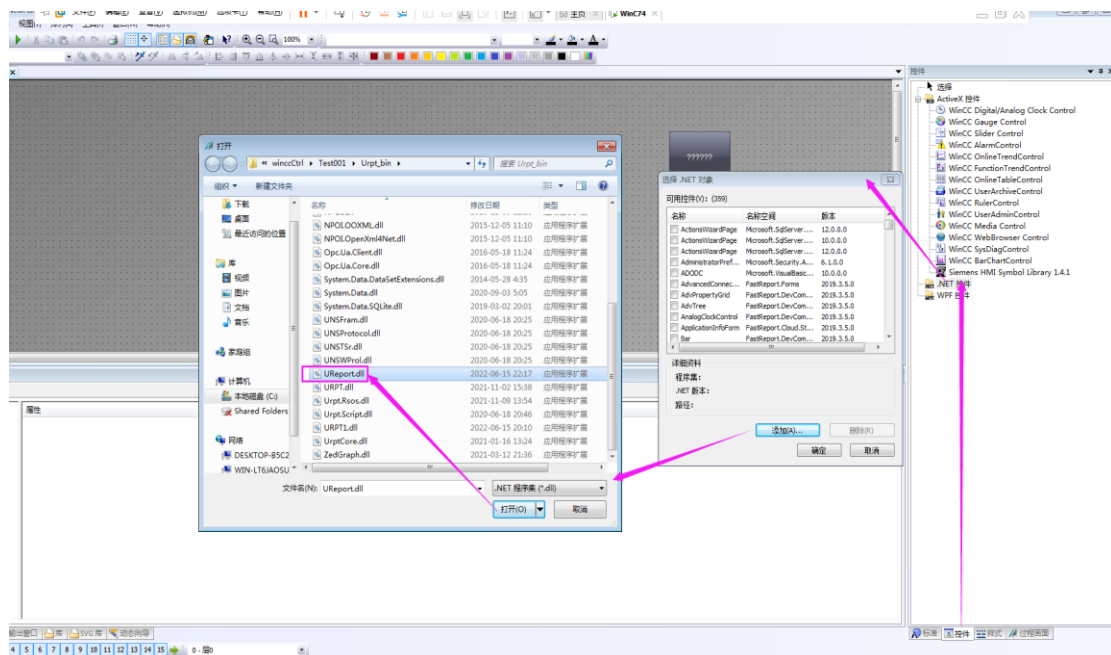 主页 WinC74
100%
打开
« winccCtrl ▸ Test001 ▸ Urpt_bin ▸
搜索 Urpt_bin
组织 新建文件夹
下载
桌面
最近访问的位置
库
视频
图片
文档
音乐
家庭组
计算机
本地磁盘 (C:)
Shared Folders
网络
DESKTOP-B5C2
WIN-LT6JAOSU
名称 修改日期 类型
NPOI.OOXML.dll 2015-12-05 11:10 应用程序扩展
NPOI.OpenXml4Net.dll 2015-12-05 11:10 应用程序扩展
Opc.Ua.Client.dll 2016-05-18 11:24 应用程序扩展
Opc.Ua.Core.dll 2016-05-18 11:24 应用程序扩展
System.Data.DataSetExtensions.dll 2014-05-28 4:35 应用程序扩展
System.Data.dll 2020-09-03 5:05 应用程序扩展
System.Data.SQLite.dll 2019-03-02 20:01 应用程序扩展
UNSFram.dll 2020-06-18 20:25 应用程序扩展
UNSProtocol.dll 2020-06-18 20:25 应用程序扩展
UNSTSr.dll 2020-06-18 20:25 应用程序扩展
UNSWProl.dll 2020-06-18 20:25 应用程序扩展
UReport.dll 2022-06-15 22:17 应用程序扩展
URPT.dll 2021-11-02 15:38 应用程序扩展
Urpt.Rsos.dll 2021-11-09 13:54 应用程序扩展
Urpt.Script.dll 2020-06-18 20:46 应用程序扩展
URPT1.dll 2022-06-15 20:10 应用程序扩展
UrptCore.dll 2021-01-16 13:24 应用程序扩展
ZedGraph.dll 2021-03-12 21:36 应用程序扩展
文件名(N): UReport.dll
.NET 程序集 (*.dll)
打开(O) 取消
??????
选择 .NET 对象
可用控件(V): (359)
名称 名称空间 版本
ActionsWizardPage Microsoft.SqlServer.... 12.0.0.0
ActionsWizardPage Microsoft.SqlServer.... 12.0.0.0
AdministratorPref... Microsoft.Security.A... 6.1.0.0
ADODC Microsoft.VisualBasic... 10.0.0.0
AdvancedConnec... FastReport.Forms 2019.3.5.0
AdvPropertyGrid FastReport.DevCom... 2019.3.5.0
AdvTree FastReport.DevCom... 2019.3.5.0
AnalogClockControl FastReport.DevCom... 2019.3.5.0
ApplicationInfoForm FastReport.Cloud.St... 2019.3.5.0
Bar FastReport.DevCom... 2019.3.5.0
详细资料
程序集:
.NET 版本:
路径:
添加(A)... 删除(R)
确定 取消
控件
选择
ActiveX 控件
WinCC Digital/Analog Clock Control
WinCC Gauge Control
WinCC Slider Control
WinCC AlarmControl
WinCC OnlineTrendControl
WinCC FunctionTrendControl
WinCC OnlineTableControl
WinCC UserArchiveControl
WinCC RulerControl
WinCC UserAdminControl
WinCC Media Control
WinCC WebBrowser Control
WinCC SysDiagControl
WinCC BarChartControl
Siemens HMI Symbol Library 1.4.1
.NET 控件
WPF 控件
属性
输出窗口 库 SVG 库 动态向导
标准 控件 样式 过程画面
4 5 6 7 8 9 10 11 12 13 14 15 0 - 层0